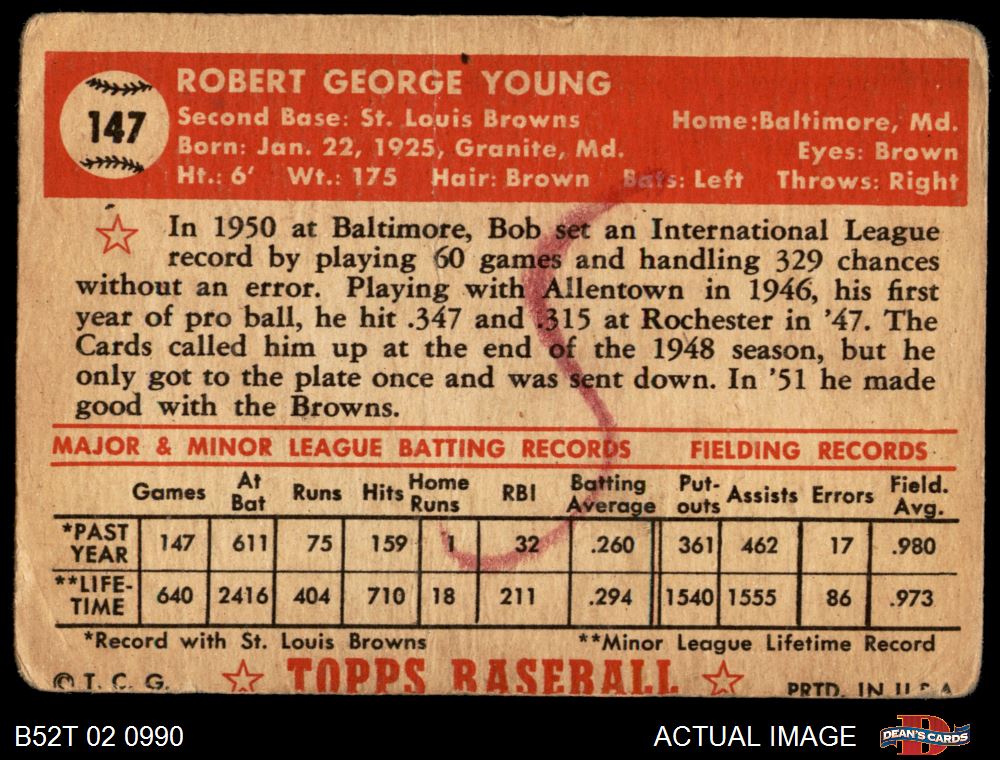 147
ROBERT GEORGE YOUNG
Second Base: St. Louis Browns Home:Baltimore, Md.
Born: Jan. 22, 1925, Granite, Md. Eyes: Brown
Ht.: 6' Wt.: 175 Hair: Brown Bats: Left Throws: Right
In 1950 at Baltimore, Bob set an International League
record by playing 60 games and handling 329 chances
without an error. Playing with Allentown in 1946, his first
year of pro ball, he hit .347 and .315 at Rochester in '47. The
Cards called him up at the end of the 1948 season, but he
only got to the plate once and was sent down. In '51 he made
good with the Browns.
MAJOR & MINOR LEAGUE BATTING RECORDS FIELDING RECORDS
Games At Bat Runs Hits Home Runs RBI Batting Average Put-outs Assists Errors Field. Avg.
*PAST YEAR 147 611 75 159 1 32 .260 361 462 17 .980
**LIFE-TIME 640 2416 404 710 18 211 .294 1540 1555 86 .973
*Record with St. Louis Browns **Minor League Lifetime Record
© T. C. G. TOPPS BASEBALL PRTD. IN U.S.A.
B52T 02 0990 ACTUAL IMAGE DEAN'S CARDS